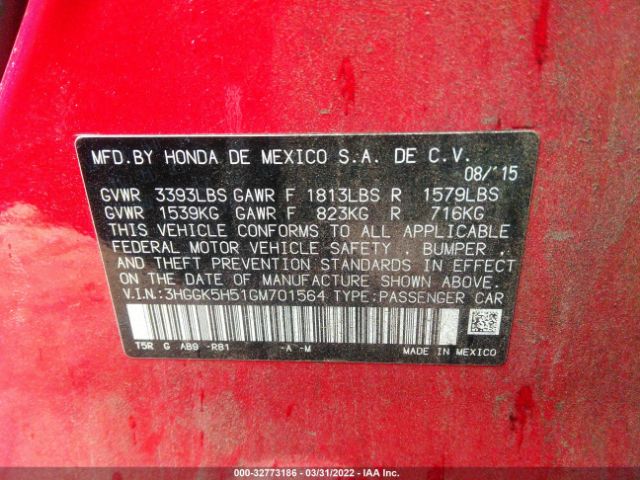 MFD. BY HONDA DE MEXICO S.A. DE C.V.
08/'15
GVWR 3393LBS GAWR F 1813LBS R 1579LBS
GVWR 1539KG GAWR F 823KG R 716KG
THIS VEHICLE CONFORMS TO ALL APPLICABLE
FEDERAL MOTOR VEHICLE SAFETY . BUMPER .
AND THEFT PREVENTION STANDARDS IN EFFECT
ON THE DATE OF MANUFACTURE SHOWN ABOVE.
V.I.N.: 3HGGK5H51GM701564 TYPE: PASSENGER CAR
T5R G AB9 -R81 -A -M MADE IN MEXICO
000-32773186 - 03/31/2022 - IAA Inc.